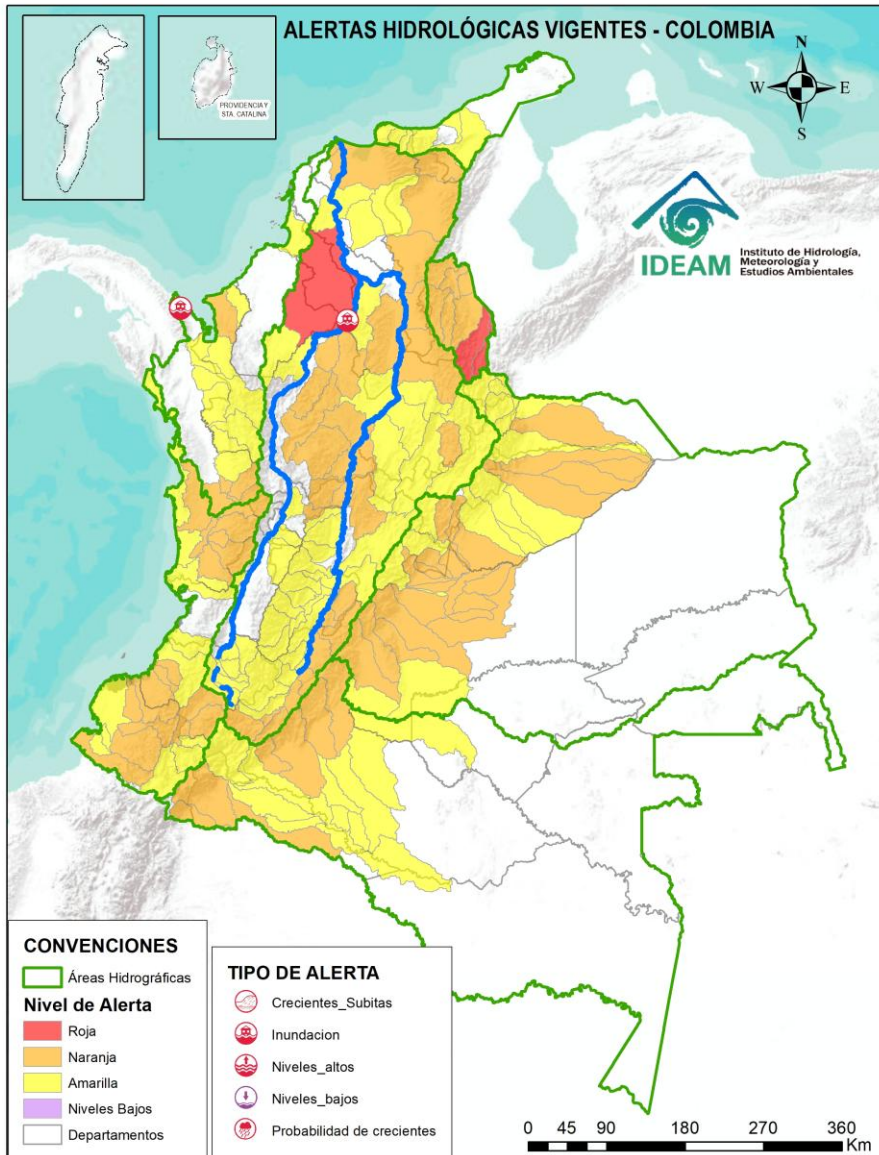 ALERTAS HIDROLÓGICAS VIGENTES - COLOMBIA
PROVIDENCIA Y
STA. CATALINA
N
W
E
S
IDEAM
Instituto de Hidrología,
Meteorología y
Estudios Ambientales
CONVENCIONES
Áreas Hidrográficas
Nivel de Alerta
Roja
Naranja
Amarilla
Niveles Bajos
Departamentos
TIPO DE ALERTA
Crecientes_Subitas
Inundacion
Niveles_altos
Niveles_bajos
Probabilidad de crecientes
0 45 90 180 270 360
Km